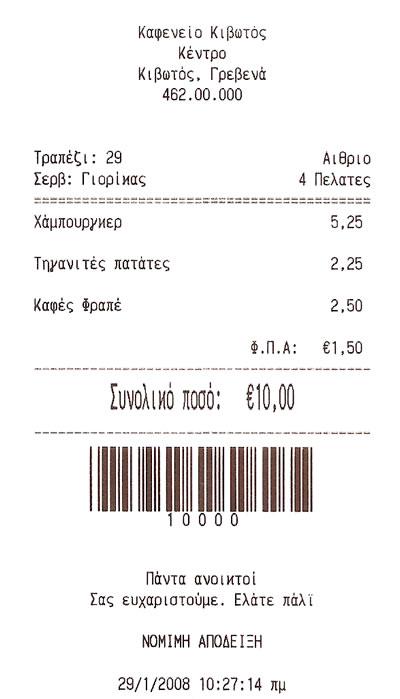 Καφενείο Κιβωτός
Κέντρο
Κιβωτός, Γρεβενά
462.00.000
Τραπέζι: 29 Αιθριο
Σερβ: Γιορίκας 4 Πελατες
Χάμπουργκερ 5,25
Τηγανιτές πατάτες 2,25
Καφές Φραπέ 2,50
Φ.Π.Α: €1,50
Συνολικό ποσό: €10,00
10000
Πάντα ανοικτοί
Σας ευχαριστούμε. Ελάτε πάλϊ
ΝΟΜΙΜΗ ΑΠΟΔΕΙΞΗ
29/1/2008 10:27:14 πμ